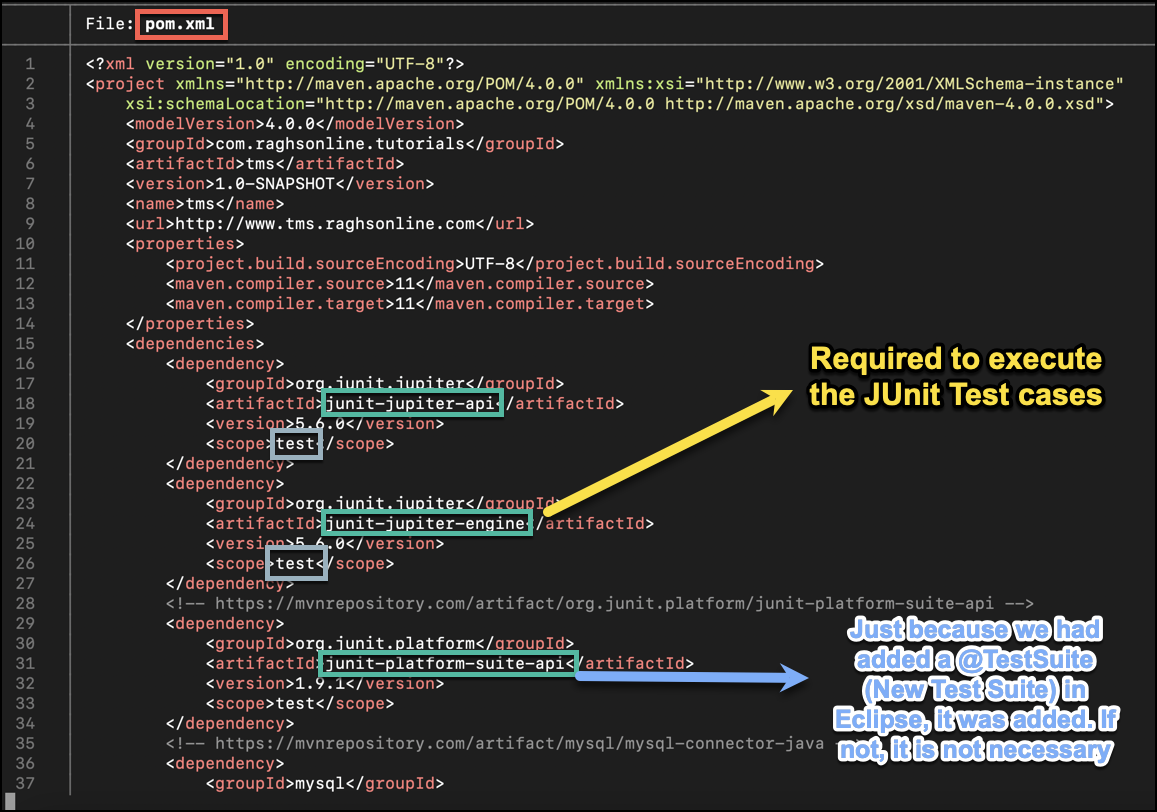 File: pom.xml
1 <?xml version="1.0" encoding="UTF-8"?>
2 <project xmlns="http://maven.apache.org/POM/4.0.0" xmlns:xsi="http://www.w3.org/2001/XMLSchema-instance"
3 xsi:schemaLocation="http://maven.apache.org/POM/4.0.0 http://maven.apache.org/xsd/maven-4.0.0.xsd">
4 <modelVersion>4.0.0</modelVersion>
5 <groupId>com.raghsonline.tutorials</groupId>
6 <artifactId>tms</artifactId>
7 <version>1.0-SNAPSHOT</version>
8 <name>tms</name>
9 <url>http://www.tms.raghsonline.com</url>
10 <properties>
11 <project.build.sourceEncoding>UTF-8</project.build.sourceEncoding>
12 <maven.compiler.source>11</maven.compiler.source>
13 <maven.compiler.target>11</maven.compiler.target>
14 </properties>
15 <dependencies>
16 <dependency>
17 <groupId>org.junit.jupiter</groupId>
18 <artifactId>junit-jupiter-api</artifactId>
19 <version>5.6.0</version>
20 <scope>test</scope>
21 </dependency>
22 <dependency>
23 <groupId>org.junit.jupiter</groupId>
24 <artifactId>junit-jupiter-engine</artifactId>
25 <version>5.6.0</version>
26 <scope>test</scope>
27 </dependency>
28 <!-- https://mvnrepository.com/artifact/org.junit.platform/junit-platform-suite-api -->
29 <dependency>
30 <groupId>org.junit.platform</groupId>
31 <artifactId>junit-platform-suite-api</artifactId>
32 <version>1.9.1</version>
33 <scope>test</scope>
34 </dependency>
35 <!-- https://mvnrepository.com/artifact/mysql/mysql-connector-java
36 <dependency>
37 <groupId>mysql</groupId>
Required to execute
the JUnit Test cases
Just because we had
added a @TestSuite
(New Test Suite) in
Eclipse, it was added. If
not, it is not necessary